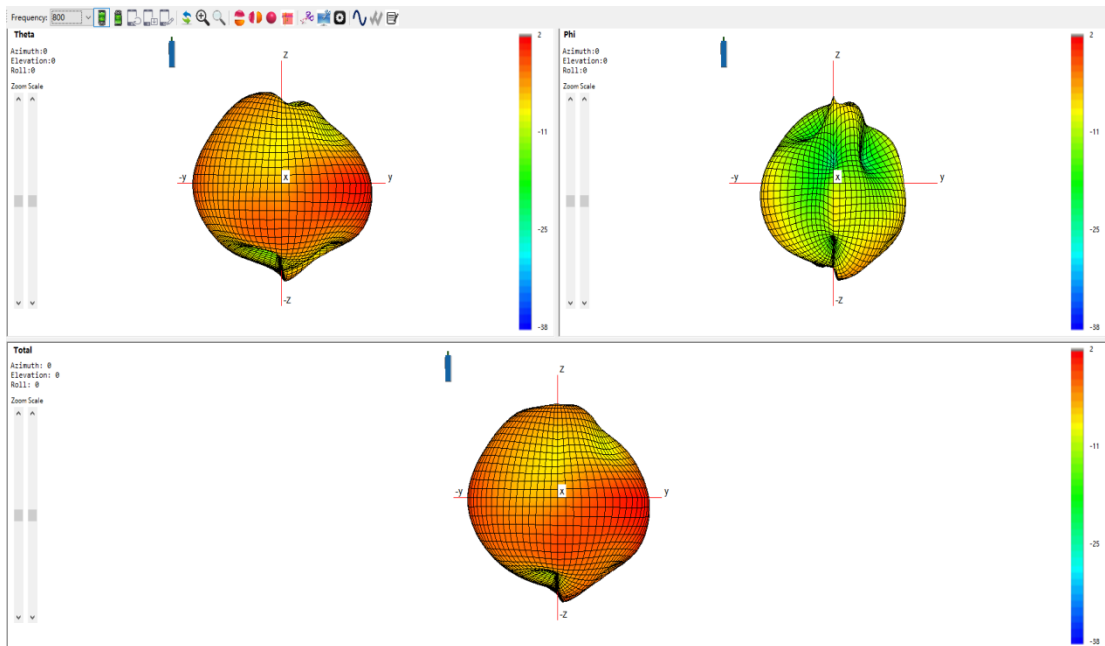 Frequency: 800
Theta
Azimuth:0
Elevation:0
Roll:0
Zoom Scale
Z
-y
x
y
-Z
2
-11
-25
-38
Phi
Azimuth:0
Elevation:0
Roll:0
Zoom Scale
Z
-y
x
y
-Z
2
-11
-25
-38
Total
Azimuth: 0
Elevation: 0
Roll: 0
Zoom Scale
Z
-y
x
y
-Z
2
-11
-25
-38